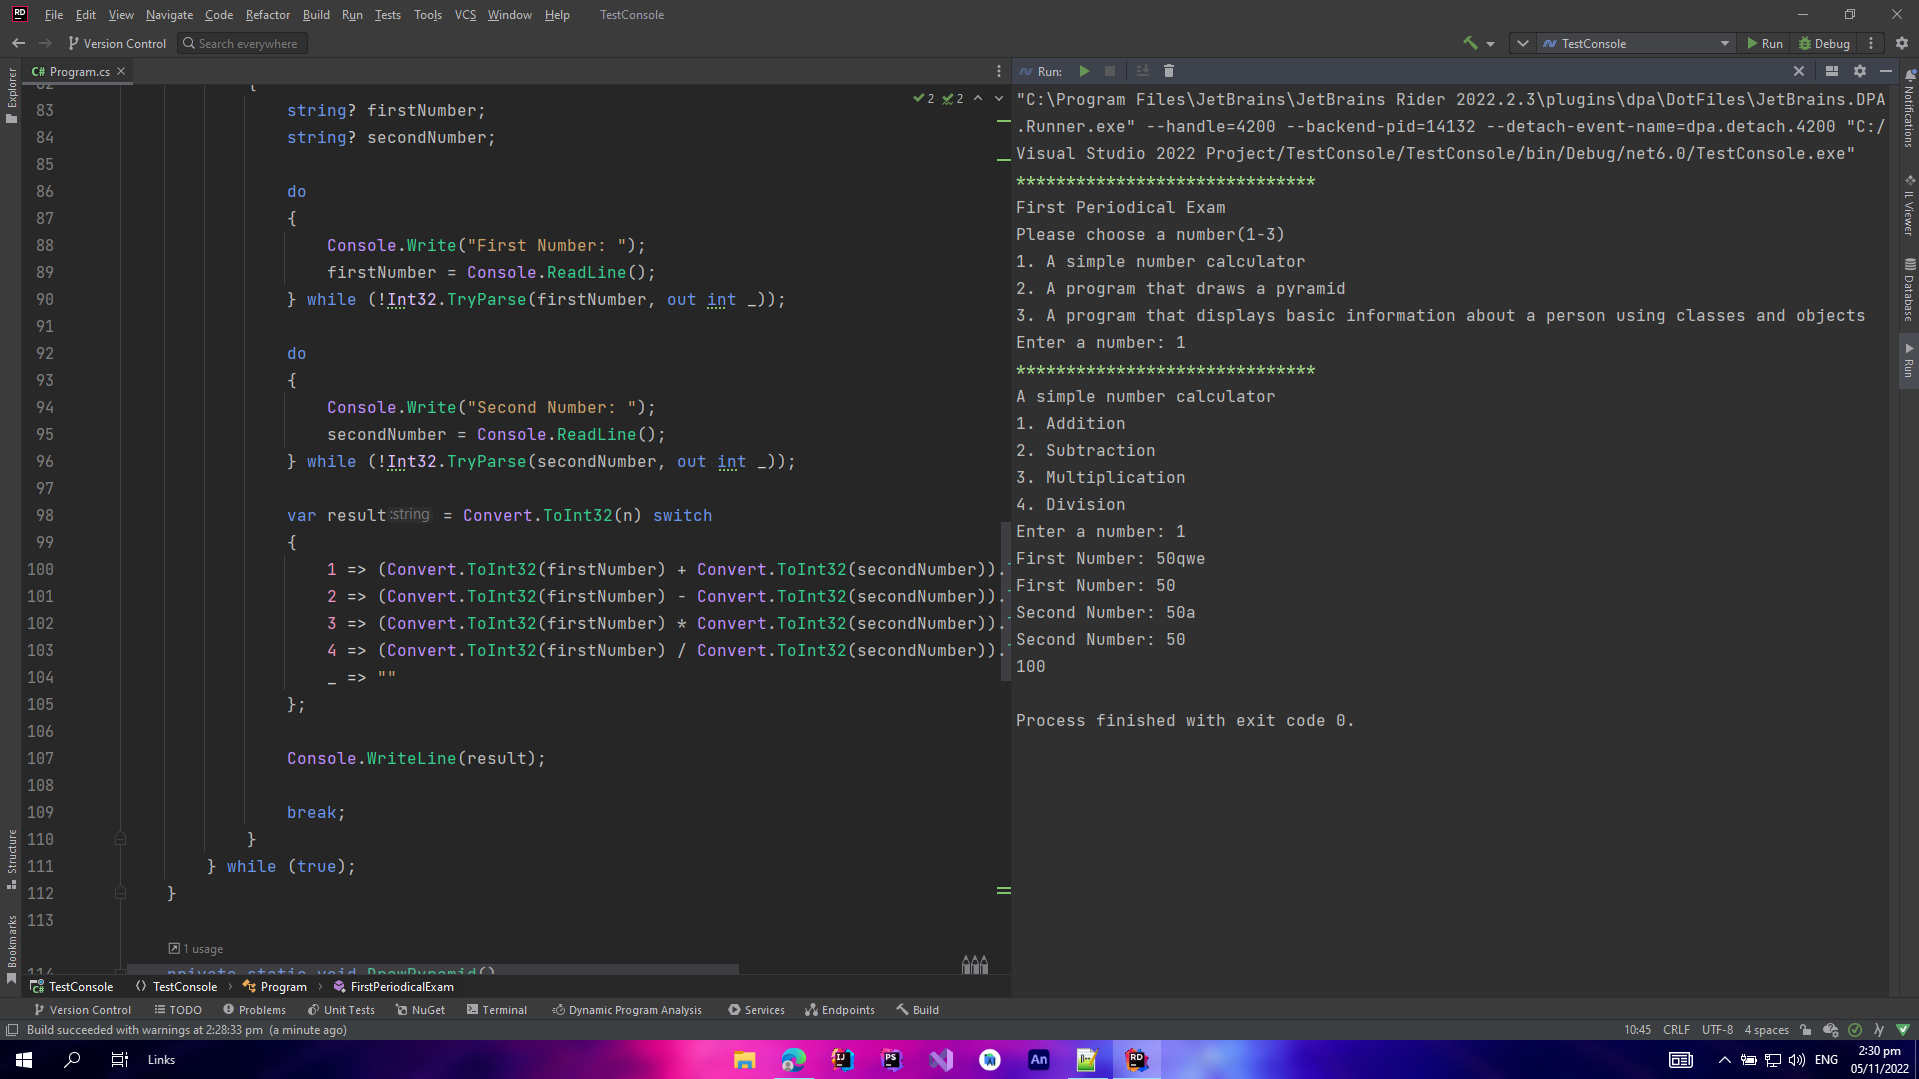 File Edit View Navigate Code Refactor Build Run Tests Tools VCS Window Help TestConsole
Version Control Search everywhere TestConsole Run Debug
C# Program.cs
Run:
Explorer
Structure
Bookmarks
Notifications
IL Viewer
Database
Run
2 2
83 string? firstNumber;
84 string? secondNumber;
85
86 do
87 {
88 Console.Write("First Number: ");
89 firstNumber = Console.ReadLine();
90 } while (!Int32.TryParse(firstNumber, out int _));
91
92 do
93 {
94 Console.Write("Second Number: ");
95 secondNumber = Console.ReadLine();
96 } while (!Int32.TryParse(secondNumber, out int _));
97
98 var result:string = Convert.ToInt32(n) switch
99 {
100 1 => (Convert.ToInt32(firstNumber) + Convert.ToInt32(secondNumber)).
101 2 => (Convert.ToInt32(firstNumber) - Convert.ToInt32(secondNumber)).
102 3 => (Convert.ToInt32(firstNumber) * Convert.ToInt32(secondNumber)).
103 4 => (Convert.ToInt32(firstNumber) / Convert.ToInt32(secondNumber)).
104 _ => ""
105 };
106
107 Console.WriteLine(result);
108
109 break;
110 }
111 } while (true);
112 }
113
1 usage
114 private static void DrawPyramid()
"C:\Program Files\JetBrains\JetBrains Rider 2022.2.3\plugins\dpa\DotFiles\JetBrains.DPA
.Runner.exe" --handle=4200 --backend-pid=14132 --detach-event-name=dpa.detach.4200 "C:/
Visual Studio 2022 Project/TestConsole/TestConsole/bin/Debug/net6.0/TestConsole.exe"
******************************
First Periodical Exam
Please choose a number(1-3)
1. A simple number calculator
2. A program that draws a pyramid
3. A program that displays basic information about a person using classes and objects
Enter a number: 1
******************************
A simple number calculator
1. Addition
2. Subtraction
3. Multiplication
4. Division
Enter a number: 1
First Number: 50qwe
First Number: 50
Second Number: 50a
Second Number: 50
100
Process finished with exit code 0.
TestConsole TestConsole Program FirstPeriodicalExam
Version Control TODO Problems Unit Tests NuGet Terminal Dynamic Program Analysis Services Endpoints Build
Build succeeded with warnings at 2:28:33 pm (a minute ago) 10:45 CRLF UTF-8 4 spaces
Links ENG 2:30 pm
05/11/2022